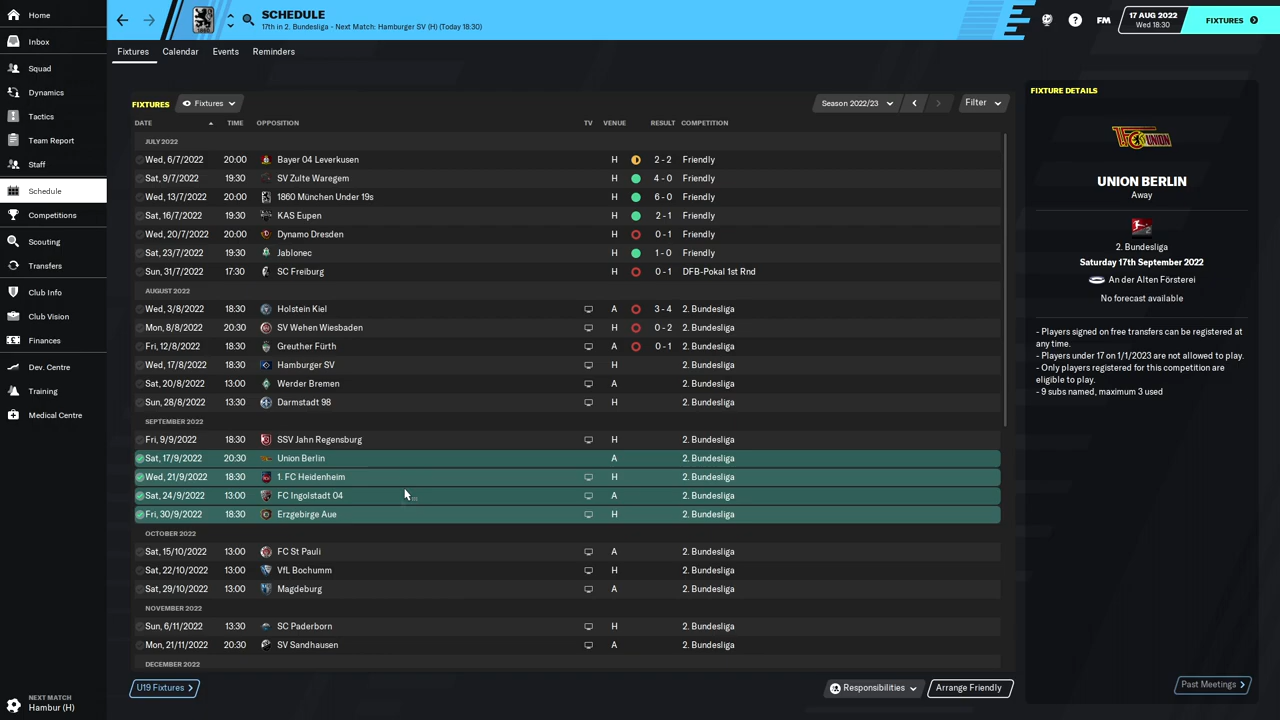 SCHEDULE
17th in 2. Bundesliga - Next Match: Hamburger SV (H) (Today 18:30)
FM
17 AUG 2022
Wed 18:30
FIXTURES
Home
Inbox
Squad
Dynamics
Tactics
Team Report
Staff
Schedule
Competitions
Scouting
Transfers
Club Info
Club Vision
Finances
Dev. Centre
Training
Medical Centre
NEXT MATCH
Hambur (H)
Fixtures Calendar Events Reminders
FIXTURES Fixtures Season 2022/23 Filter
DATE TIME OPPOSITION TV VENUE RESULT COMPETITION
JULY 2022
Wed, 6/7/2022 20:00 Bayer 04 Leverkusen H 2 - 2 Friendly
Sat, 9/7/2022 19:30 SV Zulte Waregem H 4 - 0 Friendly
Wed, 13/7/2022 20:00 1860 München Under 19s H 6 - 0 Friendly
Sat, 16/7/2022 19:30 KAS Eupen H 2 - 1 Friendly
Wed, 20/7/2022 20:00 Dynamo Dresden H 0 - 1 Friendly
Sat, 23/7/2022 19:30 Jablonec H 1 - 0 Friendly
Sun, 31/7/2022 17:30 SC Freiburg H 0 - 1 DFB-Pokal 1st Rnd
AUGUST 2022
Wed, 3/8/2022 18:30 Holstein Kiel A 3 - 4 2. Bundesliga
Mon, 8/8/2022 20:30 SV Wehen Wiesbaden H 0 - 2 2. Bundesliga
Fri, 12/8/2022 18:30 Greuther Fürth A 0 - 1 2. Bundesliga
Wed, 17/8/2022 18:30 Hamburger SV H 2. Bundesliga
Sat, 20/8/2022 13:00 Werder Bremen A 2. Bundesliga
Sun, 28/8/2022 13:30 Darmstadt 98 H 2. Bundesliga
SEPTEMBER 2022
Fri, 9/9/2022 18:30 SSV Jahn Regensburg H 2. Bundesliga
Sat, 17/9/2022 20:30 Union Berlin A 2. Bundesliga
Wed, 21/9/2022 18:30 1. FC Heidenheim H 2. Bundesliga
Sat, 24/9/2022 13:00 FC Ingolstadt 04 A 2. Bundesliga
Fri, 30/9/2022 18:30 Erzgebirge Aue H 2. Bundesliga
OCTOBER 2022
Sat, 15/10/2022 13:00 FC St Pauli A 2. Bundesliga
Sat, 22/10/2022 13:00 VfL Bochumm H 2. Bundesliga
Sat, 29/10/2022 13:00 Magdeburg A 2. Bundesliga
NOVEMBER 2022
Sun, 6/11/2022 13:30 SC Paderborn H 2. Bundesliga
Mon, 21/11/2022 20:30 SV Sandhausen A 2. Bundesliga
DECEMBER 2022
U19 Fixtures Responsibilities Arrange Friendly
FIXTURE DETAILS
UNION BERLIN
Away
2. Bundesliga
Saturday 17th September 2022
An der Alten Försterei
No forecast available
- Players signed on free transfers can be registered at
any time.
- Players under 17 on 1/1/2023 are not allowed to play.
- Only players registered for this competition are
eligible to play.
- 9 subs named, maximum 3 used
Past Meetings